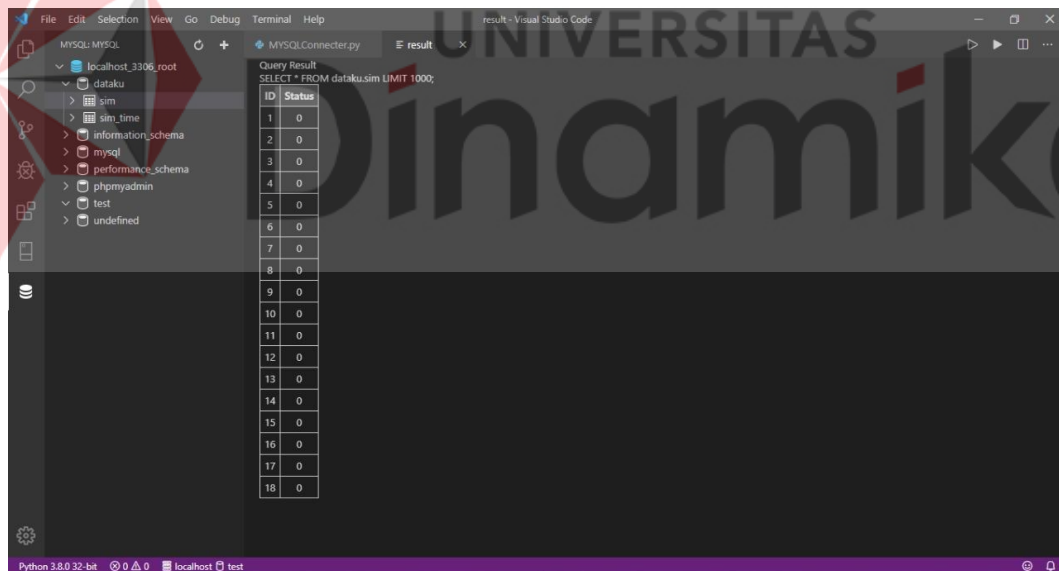 File Edit Selection View Go Debug Terminal Help
result - Visual Studio Code
UNIVERSITAS
Dinamika
MYSQL: MYSQL
localhost_3306_root
dataku
sim
sim_time
information_schema
mysql
performance_schema
phpmyadmin
test
undefined
MYSQLConnecter.py
result
Query Result
SELECT * FROM dataku.sim LIMIT 1000;
ID Status
1 0
2 0
3 0
4 0
5 0
6 0
7 0
8 0
9 0
10 0
11 0
12 0
13 0
14 0
15 0
16 0
17 0
18 0
Python 3.8.0 32-bit 0 0 localhost test